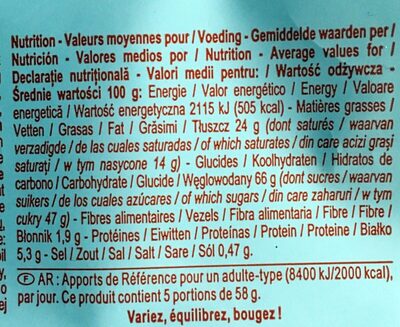 Nutrition - Valeurs moyennes pour / Voeding - Gemiddelde waarden per /
Nutrición - Valores medios por / Nutrition - Average values for /
Declarație nutrițională - Valori medii pentru: / Wartość odżywcza -
Średnie wartości 100 g: Energie / Valor energético / Energy / Valoare
energetică / Wartość energetyczna 2115 kJ (505 kcal) - Matières grasses /
Vetten / Grasas / Fat / Grăsimi / Tłuszcz 24 g (dont saturés / waarvan
verzadigde / de las cuales saturadas / of which saturates / din care acizi grași
saturați / w tym nasycone 14 g) - Glucides / Koolhydraten / Hidratos de
carbono / Carbohydrate / Glucide / Węglowodany 66 g (dont sucres / waarvan
suikers / de los cuales azúcares / of which sugars / din care zaharuri / w tym
cukry 47 g) - Fibres alimentaires / Vezels / Fibra alimentaria / Fibre / Fibre /
Błonnik 1,9 g - Protéines / Eiwitten / Proteínas / Protein / Proteine / Białko
5,3 g - Sel / Zout / Sal / Salt / Sare / Sól 0,47 g.
F AR : Apports de Référence pour un adulte-type (8400 kJ/2000 kcal),
par jour. Ce produit contient 5 portions de 58 g.
Variez, équilibrez, bougez !